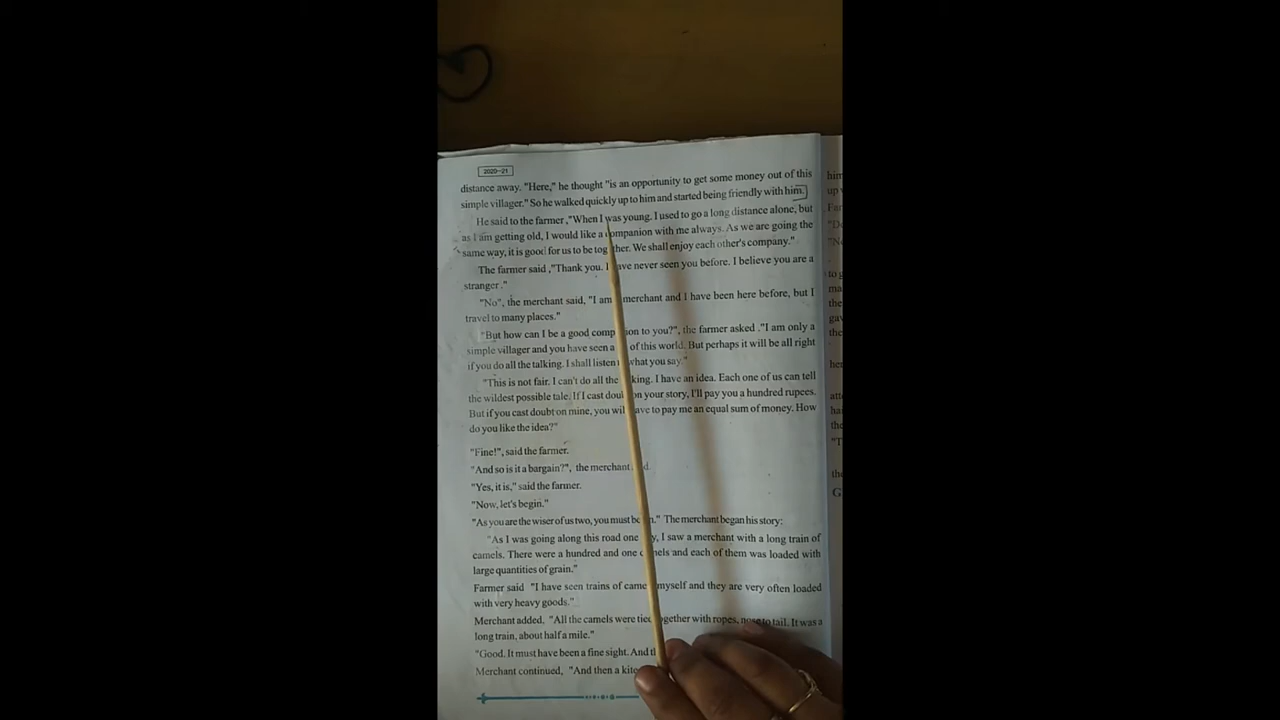 2020-21
distance away. "Here," he thought "is an opportunity to get some money out of this
simple villager." So he walked quickly up to him and started being friendly with him.
He said to the farmer ,"When I was young. I used to go a long distance alone, but
as I am getting old, I would like a companion with me always. As we are going the
same way, it is good for us to be together. We shall enjoy each other's company."
The farmer said ,"Thank you. I have never seen you before. I believe you are a
stranger ."
"No", the merchant said, "I am merchant and I have been here before, but I
travel to many places."
"But how can I be a good companion to you?", the farmer asked ."I am only a
simple villager and you have seen a of this world. But perhaps it will be all right
if you do all the talking. I shall listen to what you say."
"This is not fair. I can't do all the talking. I have an idea. Each one of us can tell
the wildest possible tale. If I cast doubt on your story, I'll pay you a hundred rupees.
But if you cast doubt on mine, you will have to pay me an equal sum of money. How
do you like the idea?"
"Fine!", said the farmer.
"And so is it a bargain?", the merchant said.
"Yes, it is," said the farmer.
"Now, let's begin."
"As you are the wiser of us two, you must begin." The merchant began his story:
"As I was going along this road one day, I saw a merchant with a long train of
camels. There were a hundred and one camels and each of them was loaded with
large quantities of grain."
Farmer said "I have seen trains of camels myself and they are very often loaded
with very heavy goods."
Merchant added, "All the camels were tied together with ropes, nose to tail. It was a
long train, about half a mile."
"Good. It must have been a fine sight. And
Merchant continued, "And then a kite